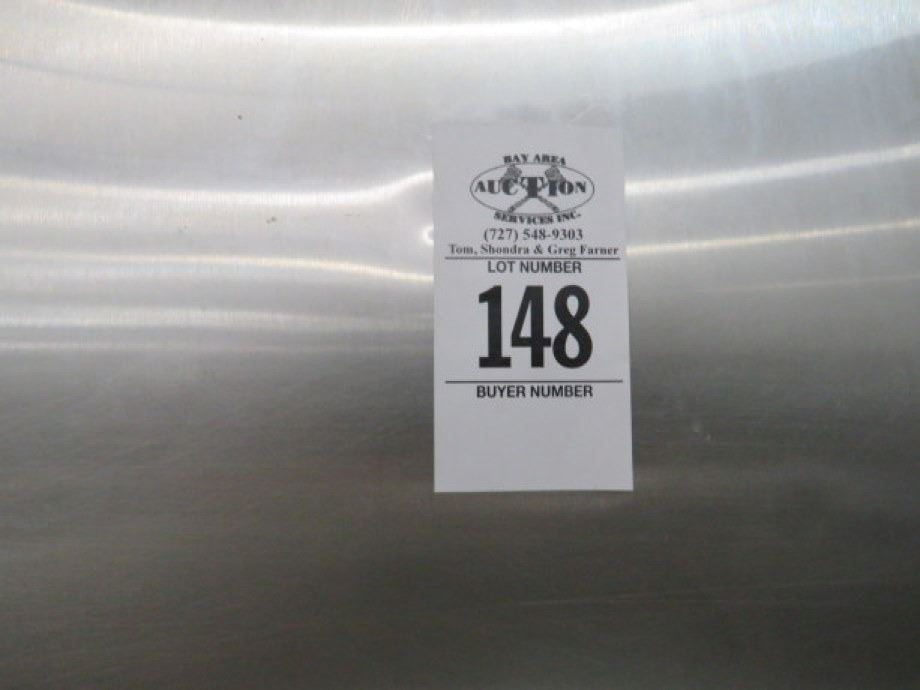 BAY AREA
AUCTION
SERVICES INC.
(727) 548-9303
Tom, Shondra & Greg Farner
LOT NUMBER
148
BUYER NUMBER